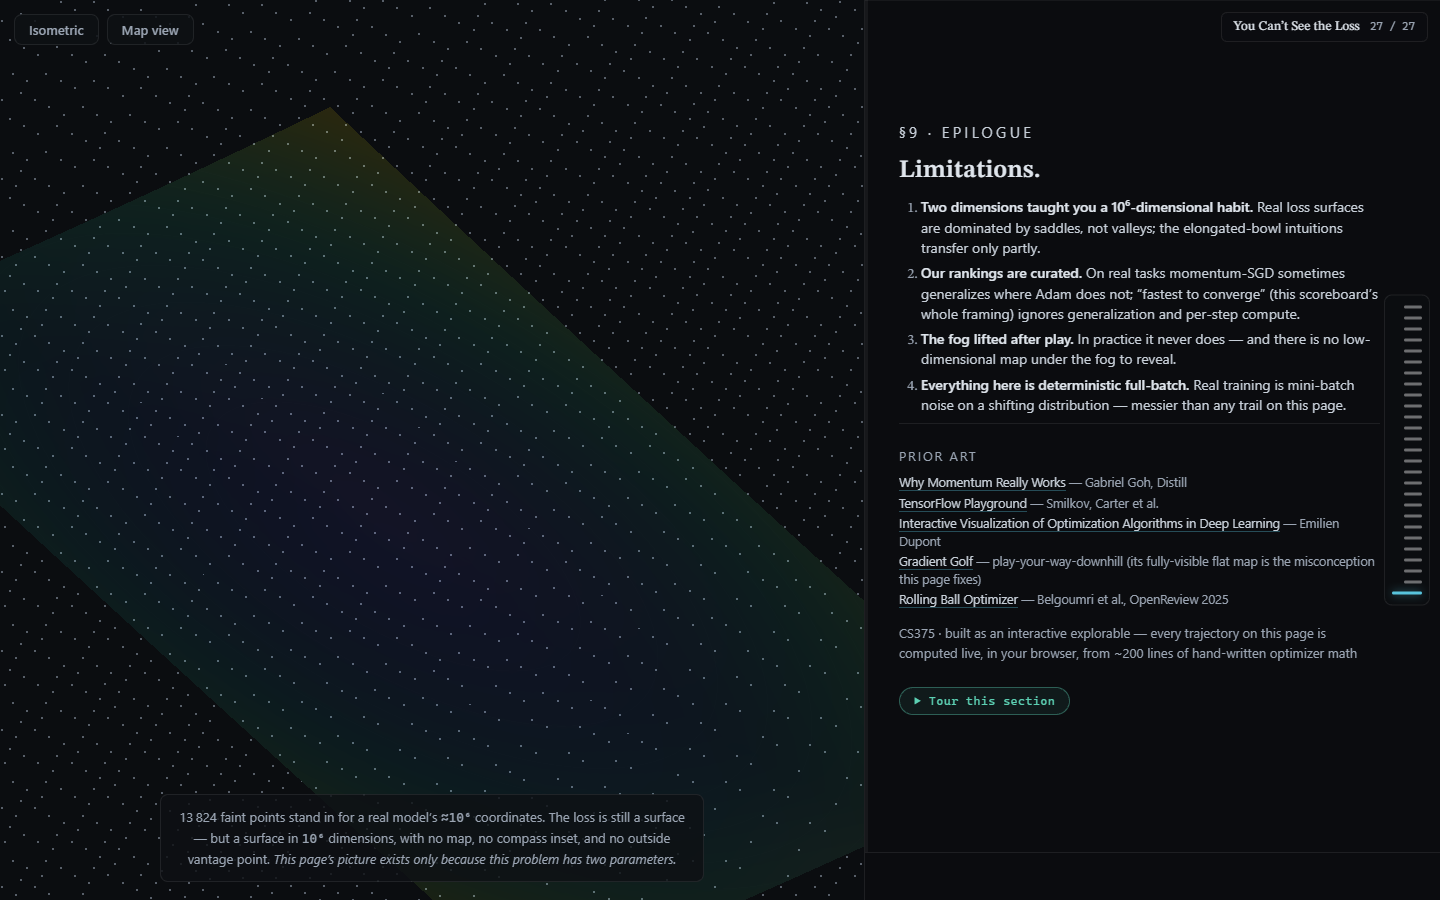 Isometric
Map view
You Can’t See the Loss 27 / 27
§9 · EPILOGUE
Limitations.
1. Two dimensions taught you a 10⁶-dimensional habit. Real loss surfaces
are dominated by saddles, not valleys; the elongated-bowl intuitions
transfer only partly.
2. Our rankings are curated. On real tasks momentum-SGD sometimes
generalizes where Adam does not; “fastest to converge” (this scoreboard’s
whole framing) ignores generalization and per-step compute.
3. The fog lifted after play. In practice it never does — and there is no low-
dimensional map under the fog to reveal.
4. Everything here is deterministic full-batch. Real training is mini-batch
noise on a shifting distribution — messier than any trail on this page.
PRIOR ART
Why Momentum Really Works — Gabriel Goh, Distill
TensorFlow Playground — Smilkov, Carter et al.
Interactive Visualization of Optimization Algorithms in Deep Learning — Emilien
Dupont
Gradient Golf — play-your-way-downhill (its fully-visible flat map is the misconception
this page fixes)
Rolling Ball Optimizer — Belgoumri et al., OpenReview 2025
CS375 · built as an interactive explorable — every trajectory on this page is
computed live, in your browser, from ~200 lines of hand-written optimizer math
▶ Tour this section
13 824 faint points stand in for a real model’s ≈10⁶ coordinates. The loss is still a surface
— but a surface in 10⁶ dimensions, with no map, no compass inset, and no outside
vantage point. This page’s picture exists only because this problem has two parameters.